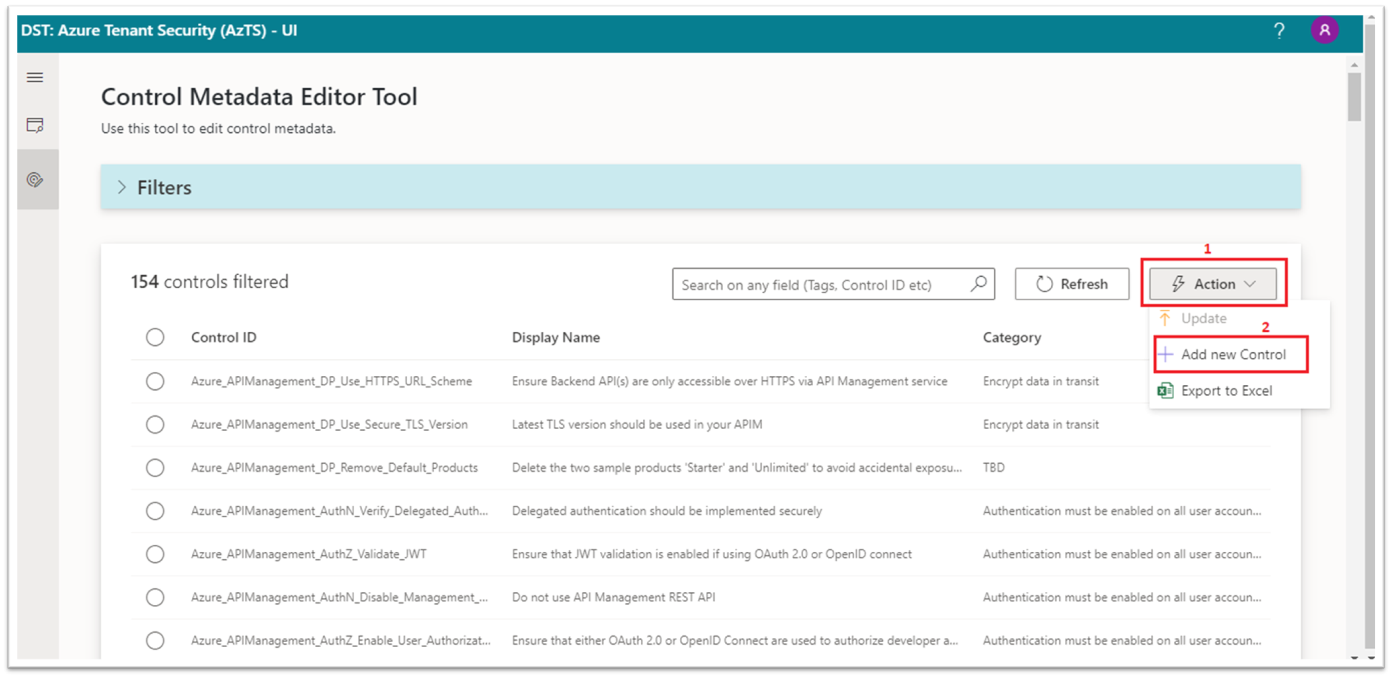 DST: Azure Tenant Security (AzTS) - UI
?
Control Metadata Editor Tool
Use this tool to edit control metadata.
Filters
1
154 controls filtered
Search on any field (Tags, Control ID etc)
Refresh
Action
Update
2
Add new Control
Export to Excel
Control ID Display Name Category
Azure_APIManagement_DP_Use_HTTPS_URL_Scheme Ensure Backend API(s) are only accessible over HTTPS via API Management service Encrypt data in transit
Azure_APIManagement_DP_Use_Secure_TLS_Version Latest TLS version should be used in your APIM Encrypt data in transit
Azure_APIManagement_DP_Remove_Default_Products Delete the two sample products 'Starter' and 'Unlimited' to avoid accidental exposu... TBD
Azure_APIManagement_AuthN_Verify_Delegated_Auth... Delegated authentication should be implemented securely Authentication must be enabled on all user accoun...
Azure_APIManagement_AuthZ_Validate_JWT Ensure that JWT validation is enabled if using OAuth 2.0 or OpenID connect Authentication must be enabled on all user accoun...
Azure_APIManagement_AuthN_Disable_Management_... Do not use API Management REST API Authentication must be enabled on all user accoun...
Azure_APIManagement_AuthZ_Enable_User_Authorizat... Ensure that either OAuth 2.0 or OpenID Connect are used to authorize developer a... Authentication must be enabled on all user accoun...